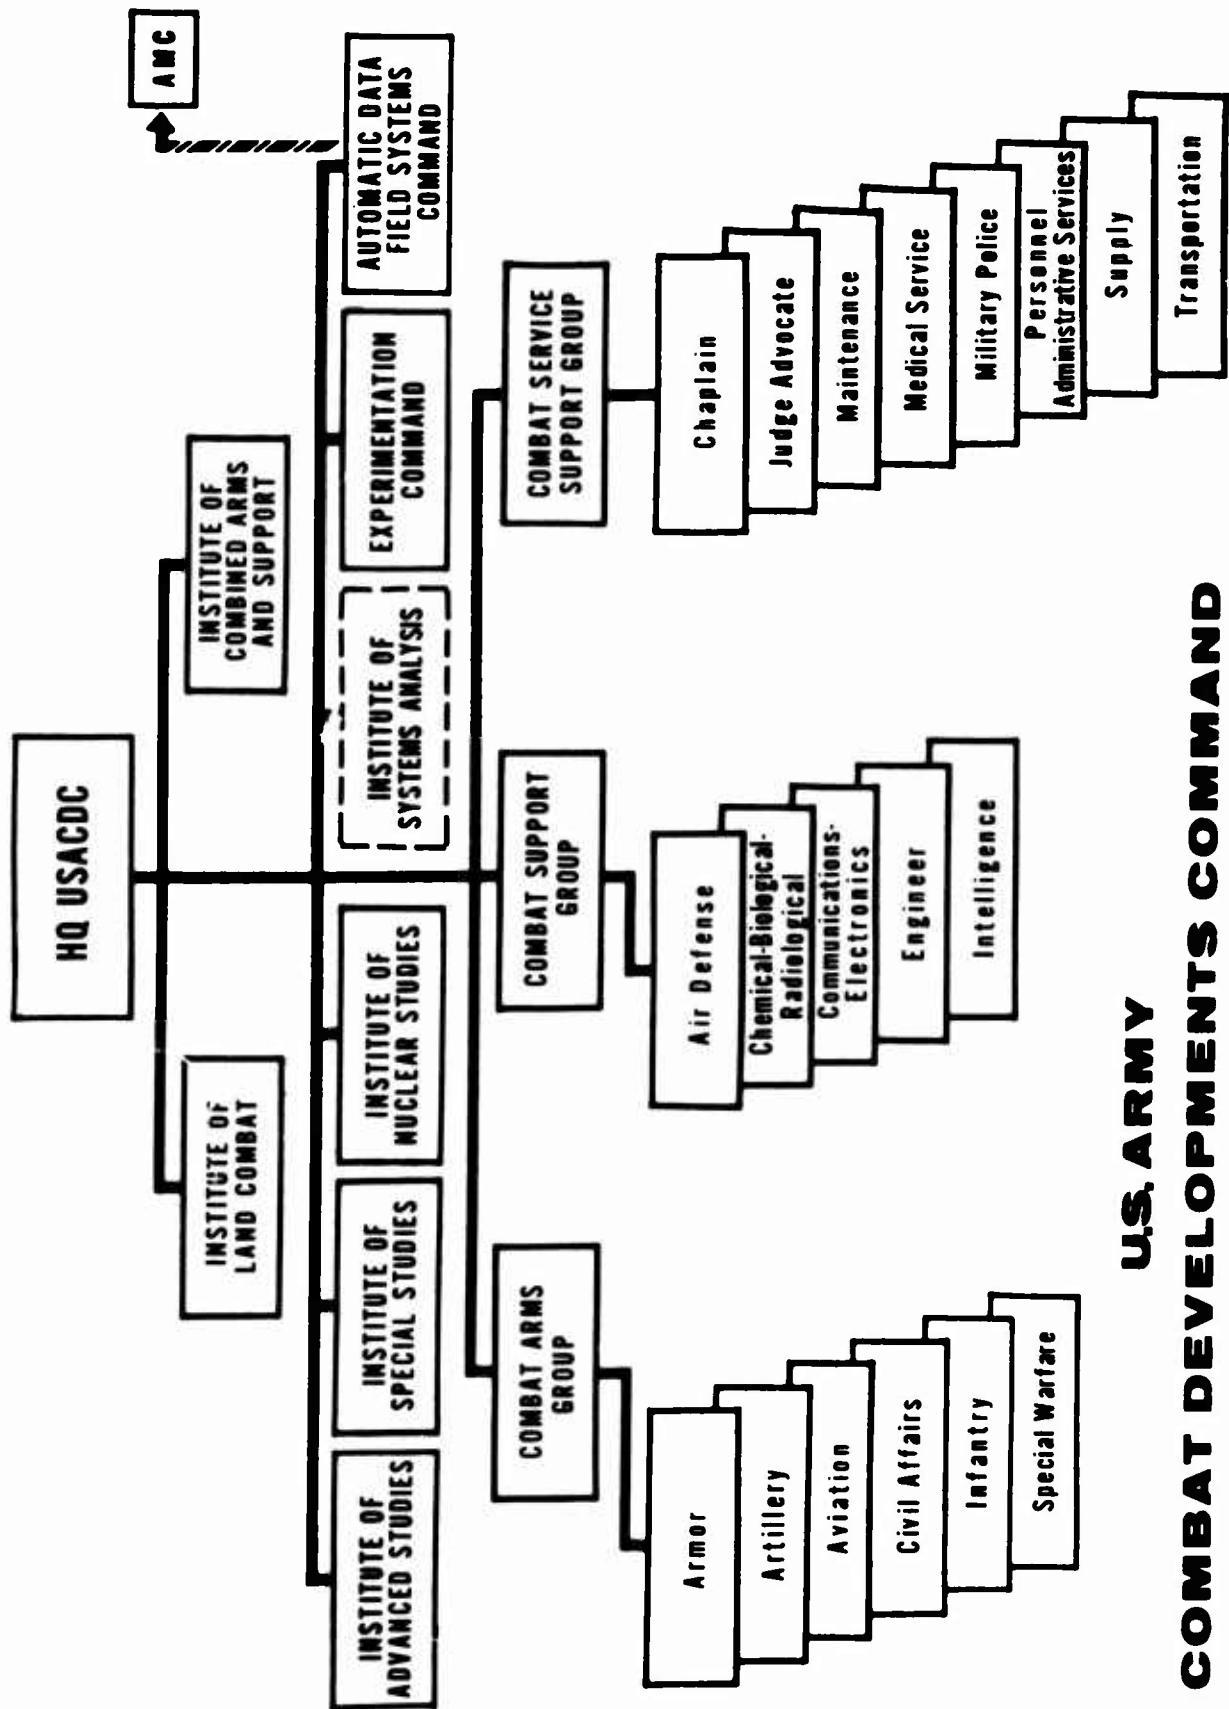 HQ USACDC
INSTITUTE OF
LAND COMBAT
INSTITUTE OF
COMBINED ARMS
AND SUPPORT
AMC
INSTITUTE OF
ADVANCED STUDIES
INSTITUTE OF
SPECIAL STUDIES
INSTITUTE OF
NUCLEAR STUDIES
INSTITUTE OF
SYSTEMS ANALYSIS
EXPERIMENTATION
COMMAND
AUTOMATIC DATA
FIELD SYSTEMS
COMMAND
COMBAT ARMS
GROUP
COMBAT SUPPORT
GROUP
COMBAT SERVICE
SUPPORT GROUP
Armor
Artillery
Aviation
Civil Affairs
Infantry
Special Warfare
Air Defense
Chemical-Biological-
Radiological
Communications-
Electronics
Engineer
Intelligence
Chaplain
Judge Advocate
Maintenance
Medical Service
Military Police
Personnel
Administrative Services
Supply
Transportation
U.S. ARMY
COMBAT DEVELOPMENTS COMMAND